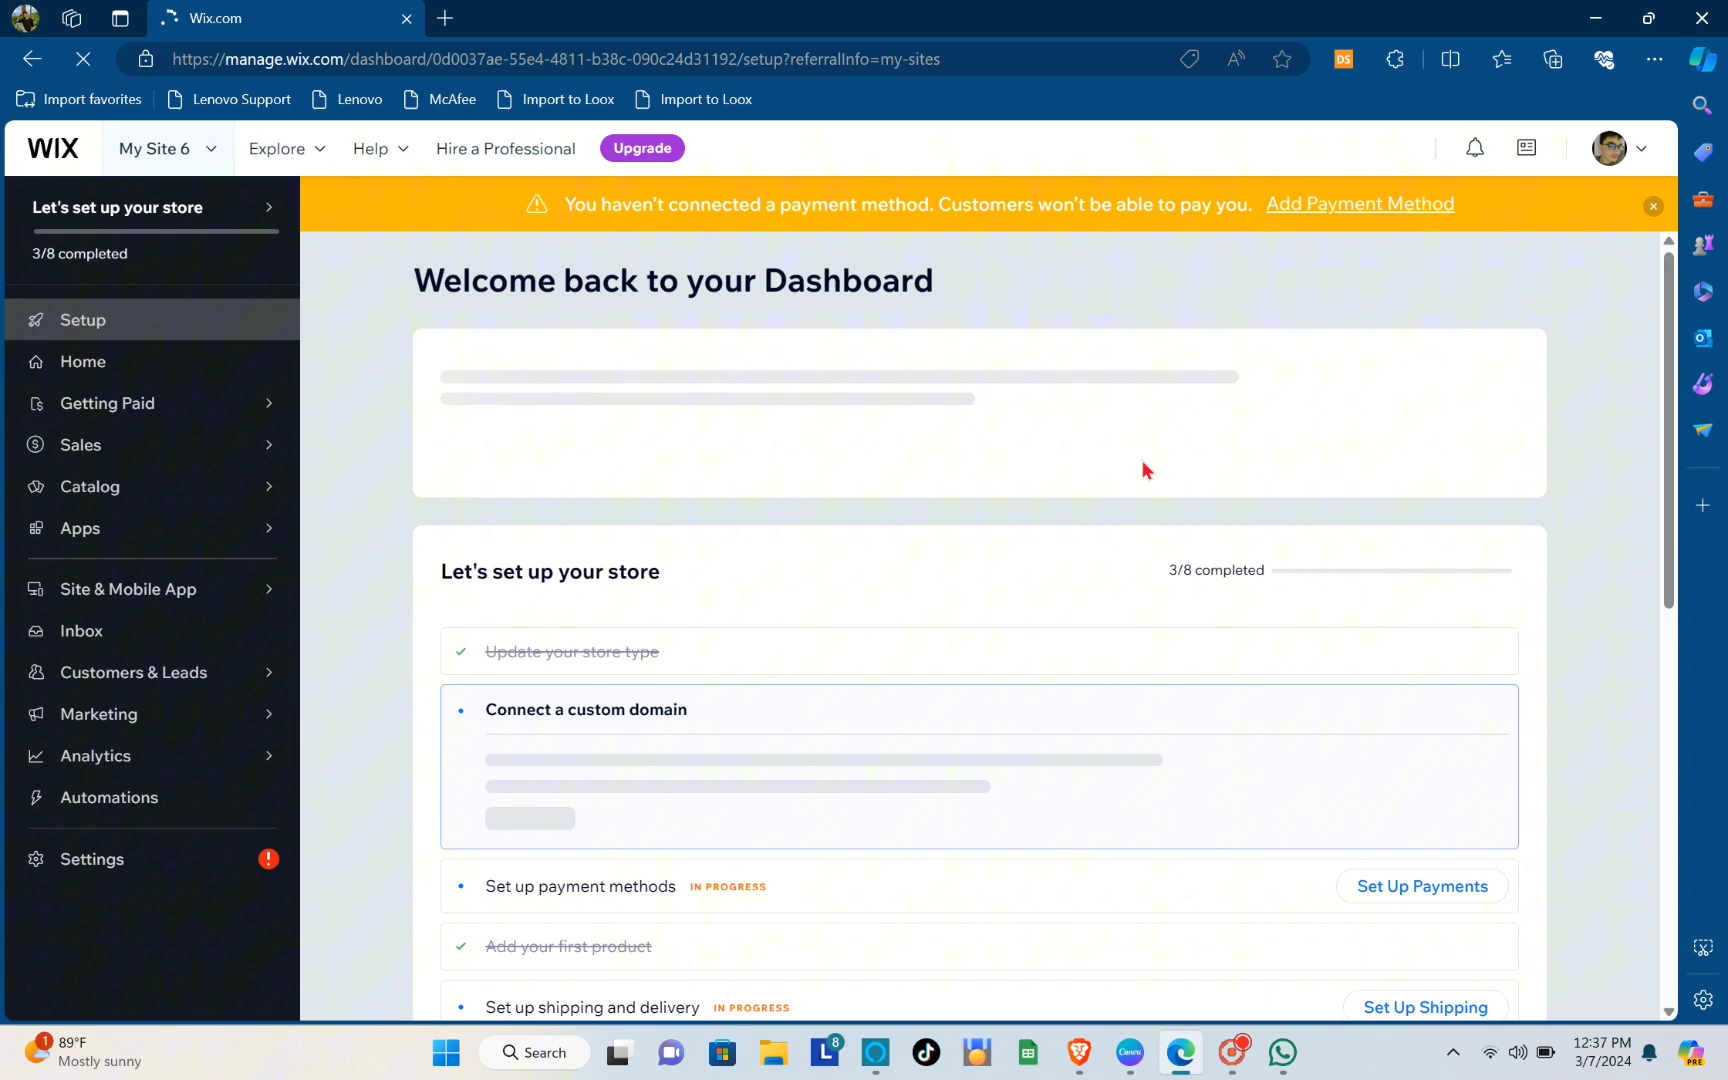 Wix.com
https://manage.wix.com/dashboard/0d0037ae-55e4-4811-b38c-090c24d31192/setup?referralInfo=my-sites
DS
Import favorites
Lenovo Support
Lenovo
McAfee
Import to Loox
Import to Loox
WIX
My Site 6
Explore
Help
Hire a Professional
Upgrade
Let's set up your store
3/8 completed
You haven't connected a payment method. Customers won't be able to pay you. Add Payment Method
Setup
Home
Getting Paid
Sales
Catalog
Apps
Site & Mobile App
Inbox
Customers & Leads
Marketing
Analytics
Automations
Settings
Welcome back to your Dashboard
Let's set up your store
3/8 completed
Update your store type
Connect a custom domain
Set up payment methods IN PROGRESS
Set Up Payments
Add your first product
Set up shipping and delivery IN PROGRESS
Set Up Shipping
1
89°F
Mostly sunny
Search
L
8
Canva
12:37 PM
3/7/2024
PRE